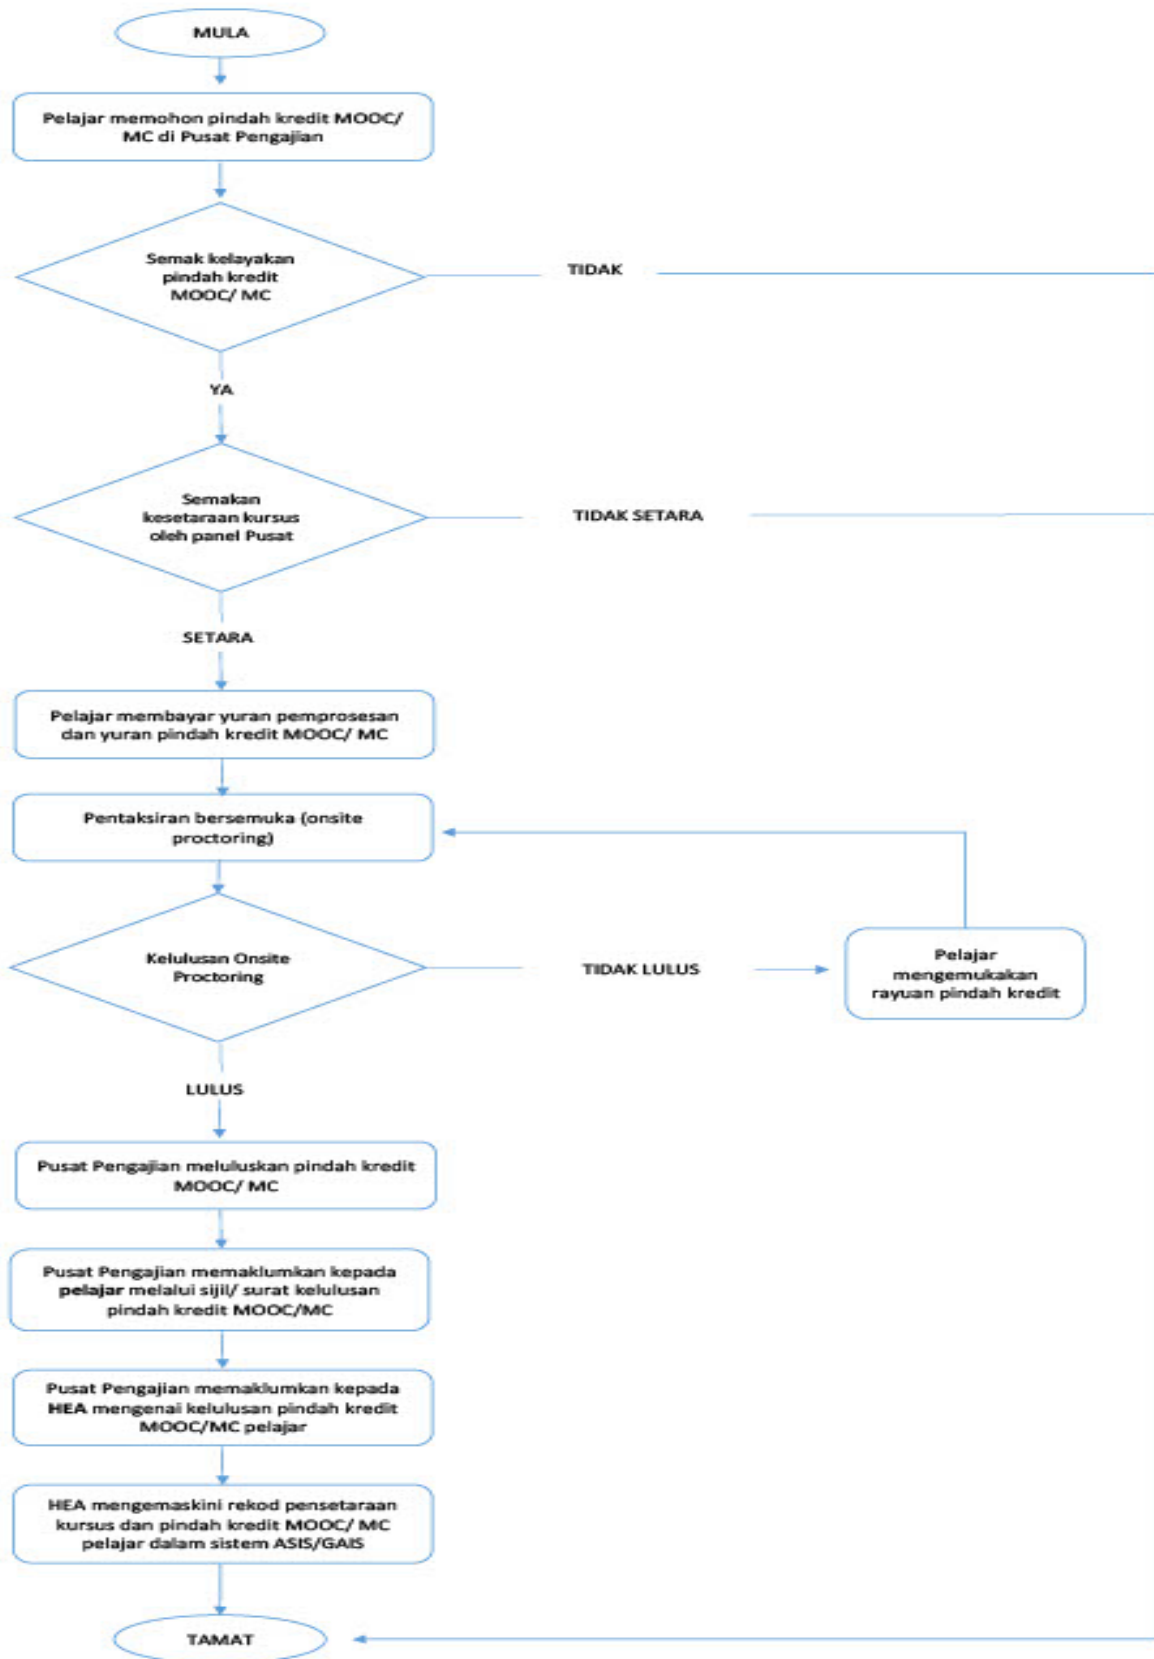 MULA
Pelajar memohon pindah kredit MOOC/
MC di Pusat Pengajian
Semak kelayakan
pindah kredit
MOOC/ MC
TIDAK
YA
Semakan
kesetaraan kursus
oleh panel Pusat
TIDAK SETARA
SETARA
Pelajar membayar yuran pemprosesan
dan yuran pindah kredit MOOC/ MC
Pentaksiran bersemuka (onsite
proctoring)
Kelulusan Onsite
Proctoring
TIDAK LULUS
Pelajar
mengemukakan
rayuan pindah kredit
LULUS
Pusat Pengajian meluluskan pindah kredit
MOOC/ MC
Pusat Pengajian memaklumkan kepada
pelajar melalui sijil/ surat kelulusan
pindah kredit MOOC/MC
Pusat Pengajian memaklumkan kepada
HEA mengenai kelulusan pindah kredit
MOOC/MC pelajar
HEA mengemaskini rekod pensetaraan
kursus dan pindah kredit MOOC/ MC
pelajar dalam sistem ASIS/GAIS
TAMAT